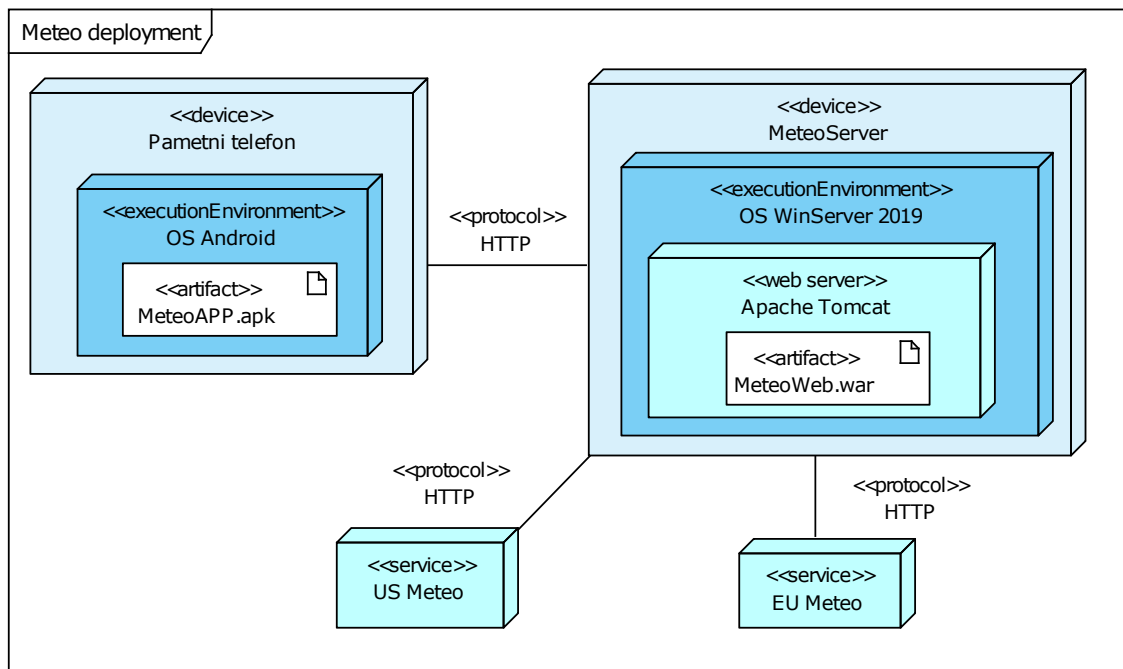 Meteo deployment
<<device>>
Pametni telefon
<<executionEnvironment>>
OS Android
<<artifact>>
MeteoAPP.apk
<<protocol>>
HTTP
<<device>>
MeteoServer
<<executionEnvironment>>
OS WinServer 2019
<<web server>>
Apache Tomcat
<<artifact>>
MeteoWeb.war
<<protocol>>
HTTP
<<service>>
US Meteo
<<protocol>>
HTTP
<<service>>
EU Meteo